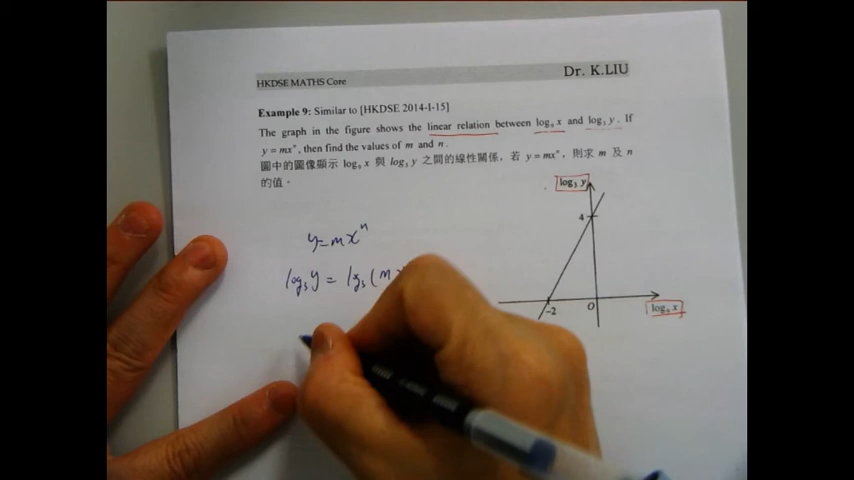 HKDSE MATHS Core
Dr. K.LIU
Example 9: Similar to [HKDSE 2014-I-15]
The graph in the figure shows the linear relation between log₉ x and log₃ y. If
y = mxⁿ, then find the values of m and n.
圖中的圖像顯示 log₉ x 與 log₃ y 之間的線性關係，若 y = mxⁿ，則求 m 及 n
的值。
log₃ y
4
y=mxⁿ
log₃y = log₃(m
-2
O
log₉ x